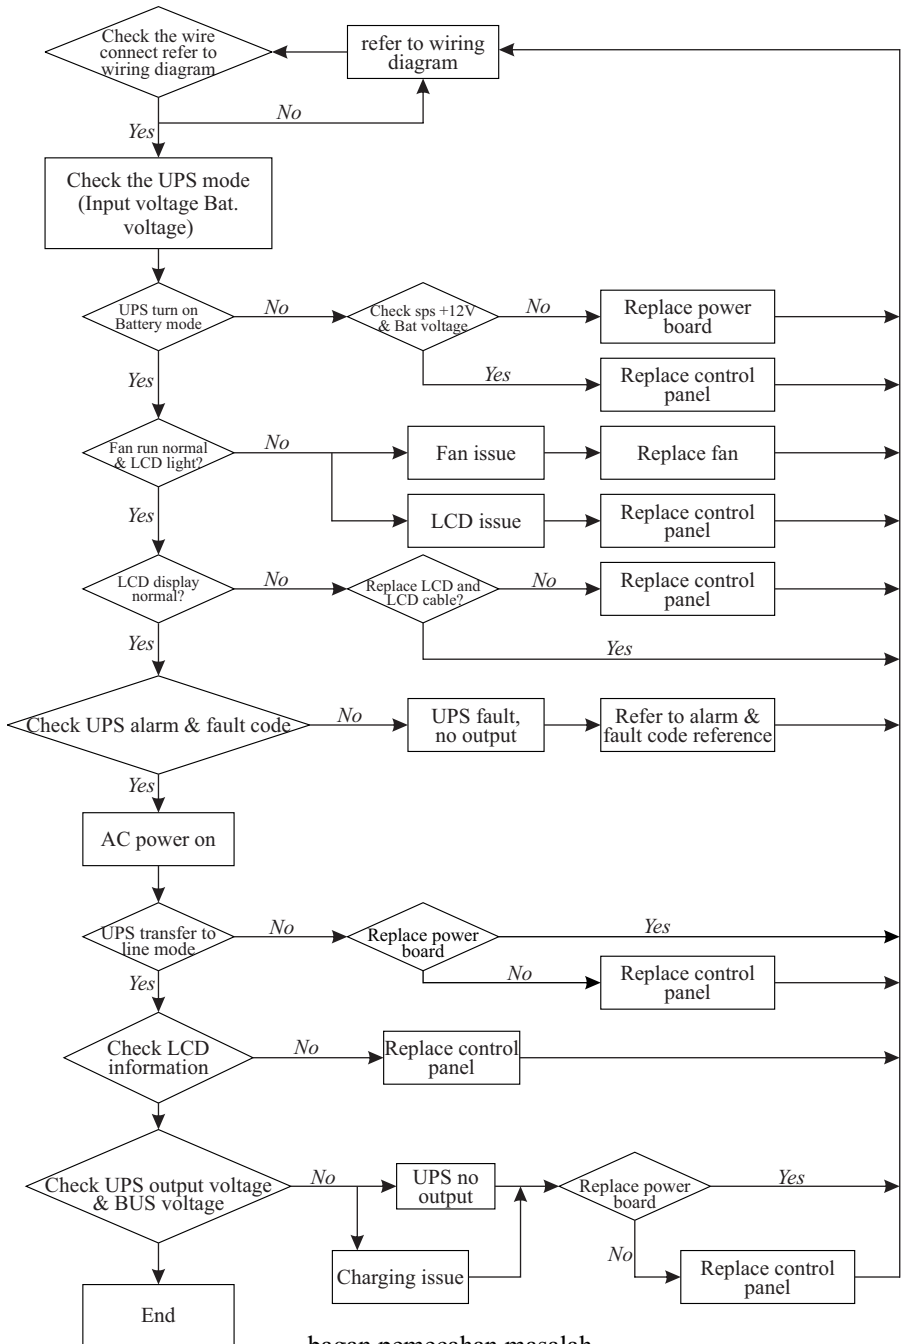 Check the wire
connect refer to
wiring diagram
refer to wiring
diagram
No
Yes
Check the UPS mode
(Input voltage Bat.
voltage)
UPS turn on
Battery mode
No
Check sps +12V
& Bat voltage
No
Replace power
board
Yes
Replace control
panel
Yes
Fan run normal
& LCD light?
No
Fan issue
Replace fan
LCD issue
Replace control
panel
Yes
LCD display
normal?
No
Replace LCD and
LCD cable?
No
Replace control
panel
Yes
Yes
Check UPS alarm & fault code
No
UPS fault,
no output
Refer to alarm &
fault code reference
Yes
AC power on
UPS transfer to
line mode
No
Replace power
board
Yes
No
Replace control
panel
Yes
Check LCD
information
No
Replace control
panel
Check UPS output voltage
& BUS voltage
No
UPS no
output
Replace power
board
Yes
No
Replace control
panel
Charging issue
End
bagan pemecahan masalah